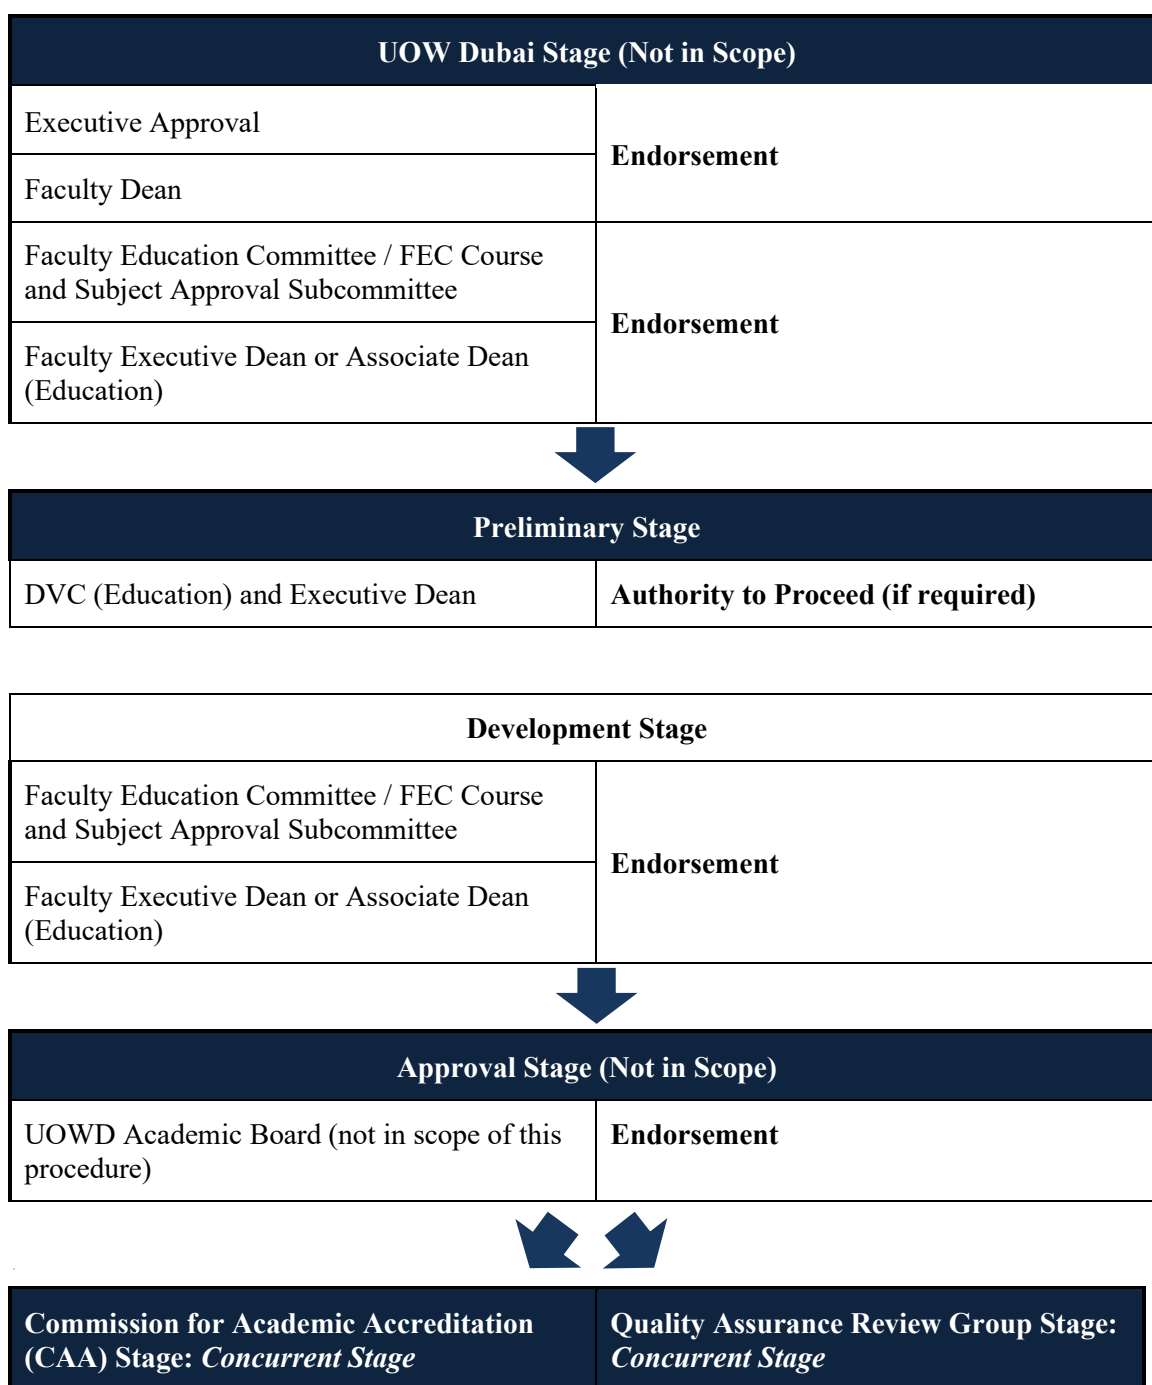 UOW Dubai Stage (Not in Scope)
Executive Approval
Endorsement
Faculty Dean
Faculty Education Committee / FEC Course
and Subject Approval Subcommittee
Endorsement
Faculty Executive Dean or Associate Dean
(Education)
Preliminary Stage
DVC (Education) and Executive Dean
Authority to Proceed (if required)
Development Stage
Faculty Education Committee / FEC Course
and Subject Approval Subcommittee
Endorsement
Faculty Executive Dean or Associate Dean
(Education)
Approval Stage (Not in Scope)
UOWD Academic Board (not in scope of this
procedure)
Endorsement
Commission for Academic Accreditation
(CAA) Stage: Concurrent Stage
Quality Assurance Review Group Stage:
Concurrent Stage